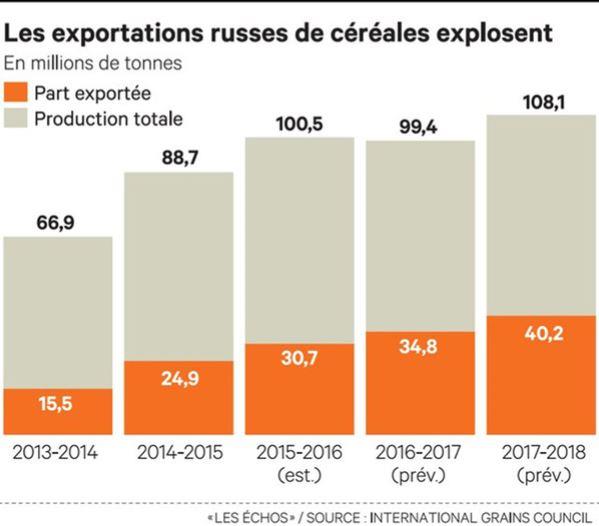 Les exportations russes de céréales explosent
En millions de tonnes
Part exportée
Production totale
66,9
88,7
100,5
99,4
108,1
15,5
24,9
30,7
34,8
40,2
2013-2014
2014-2015
2015-2016
(est.)
2016-2017
(prév.)
2017-2018
(prév.)
«LES ÉCHOS» / SOURCE : INTERNATIONAL GRAINS COUNCIL